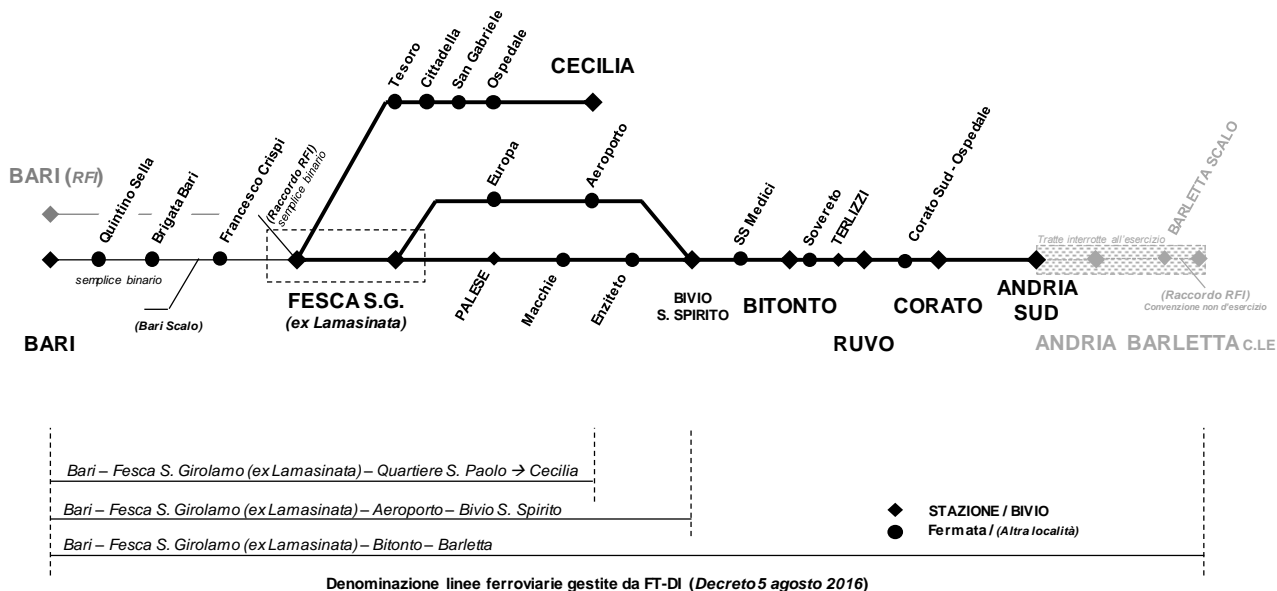 Tesoro
Cittadella
San Gabriele
Ospedale
CECILIA
BARI (RFI)
Quintino Sella
Brigata Bari
Francesco Crispi
(Raccordo RFI)
semplice binario
Europa
Aeroporto
SS Medici
Sovereto
TERLIZZI
Corato Sud - Ospedale
BARLETTA SCALO
Tratte interrotte all'esercizio
semplice binario
(Bari Scalo)
BARI
FESCA S.G.
(ex Lamasinata)
PALESE
Macchie
Enziteto
BIVIO
S. SPIRITO
BITONTO
RUVO
CORATO
ANDRIA
SUD
(Raccordo RFI)
Convenzione non d'esercizio
ANDRIA
BARLETTA C.LE
Bari – Fesca S. Girolamo (ex Lamasinata) – Quartiere S. Paolo → Cecilia
Bari – Fesca S. Girolamo (ex Lamasinata) – Aeroporto – Bivio S. Spirito
Bari – Fesca S. Girolamo (ex Lamasinata) – Bitonto – Barletta
STAZIONE / BIVIO
Fermata / (Altra località)
Denominazione linee ferroviarie gestite da FT-DI (Decreto 5 agosto 2016)